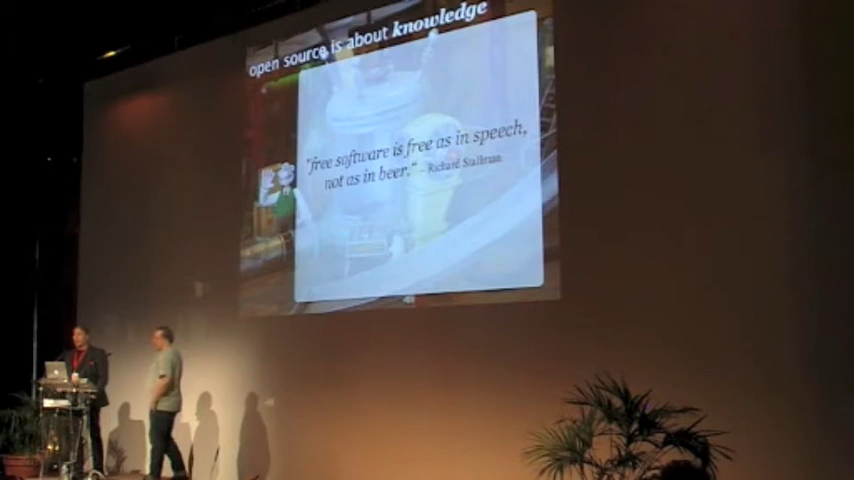 open source is about knowledge
"free software is free as in speech,
not as in beer." – Richard Stallman